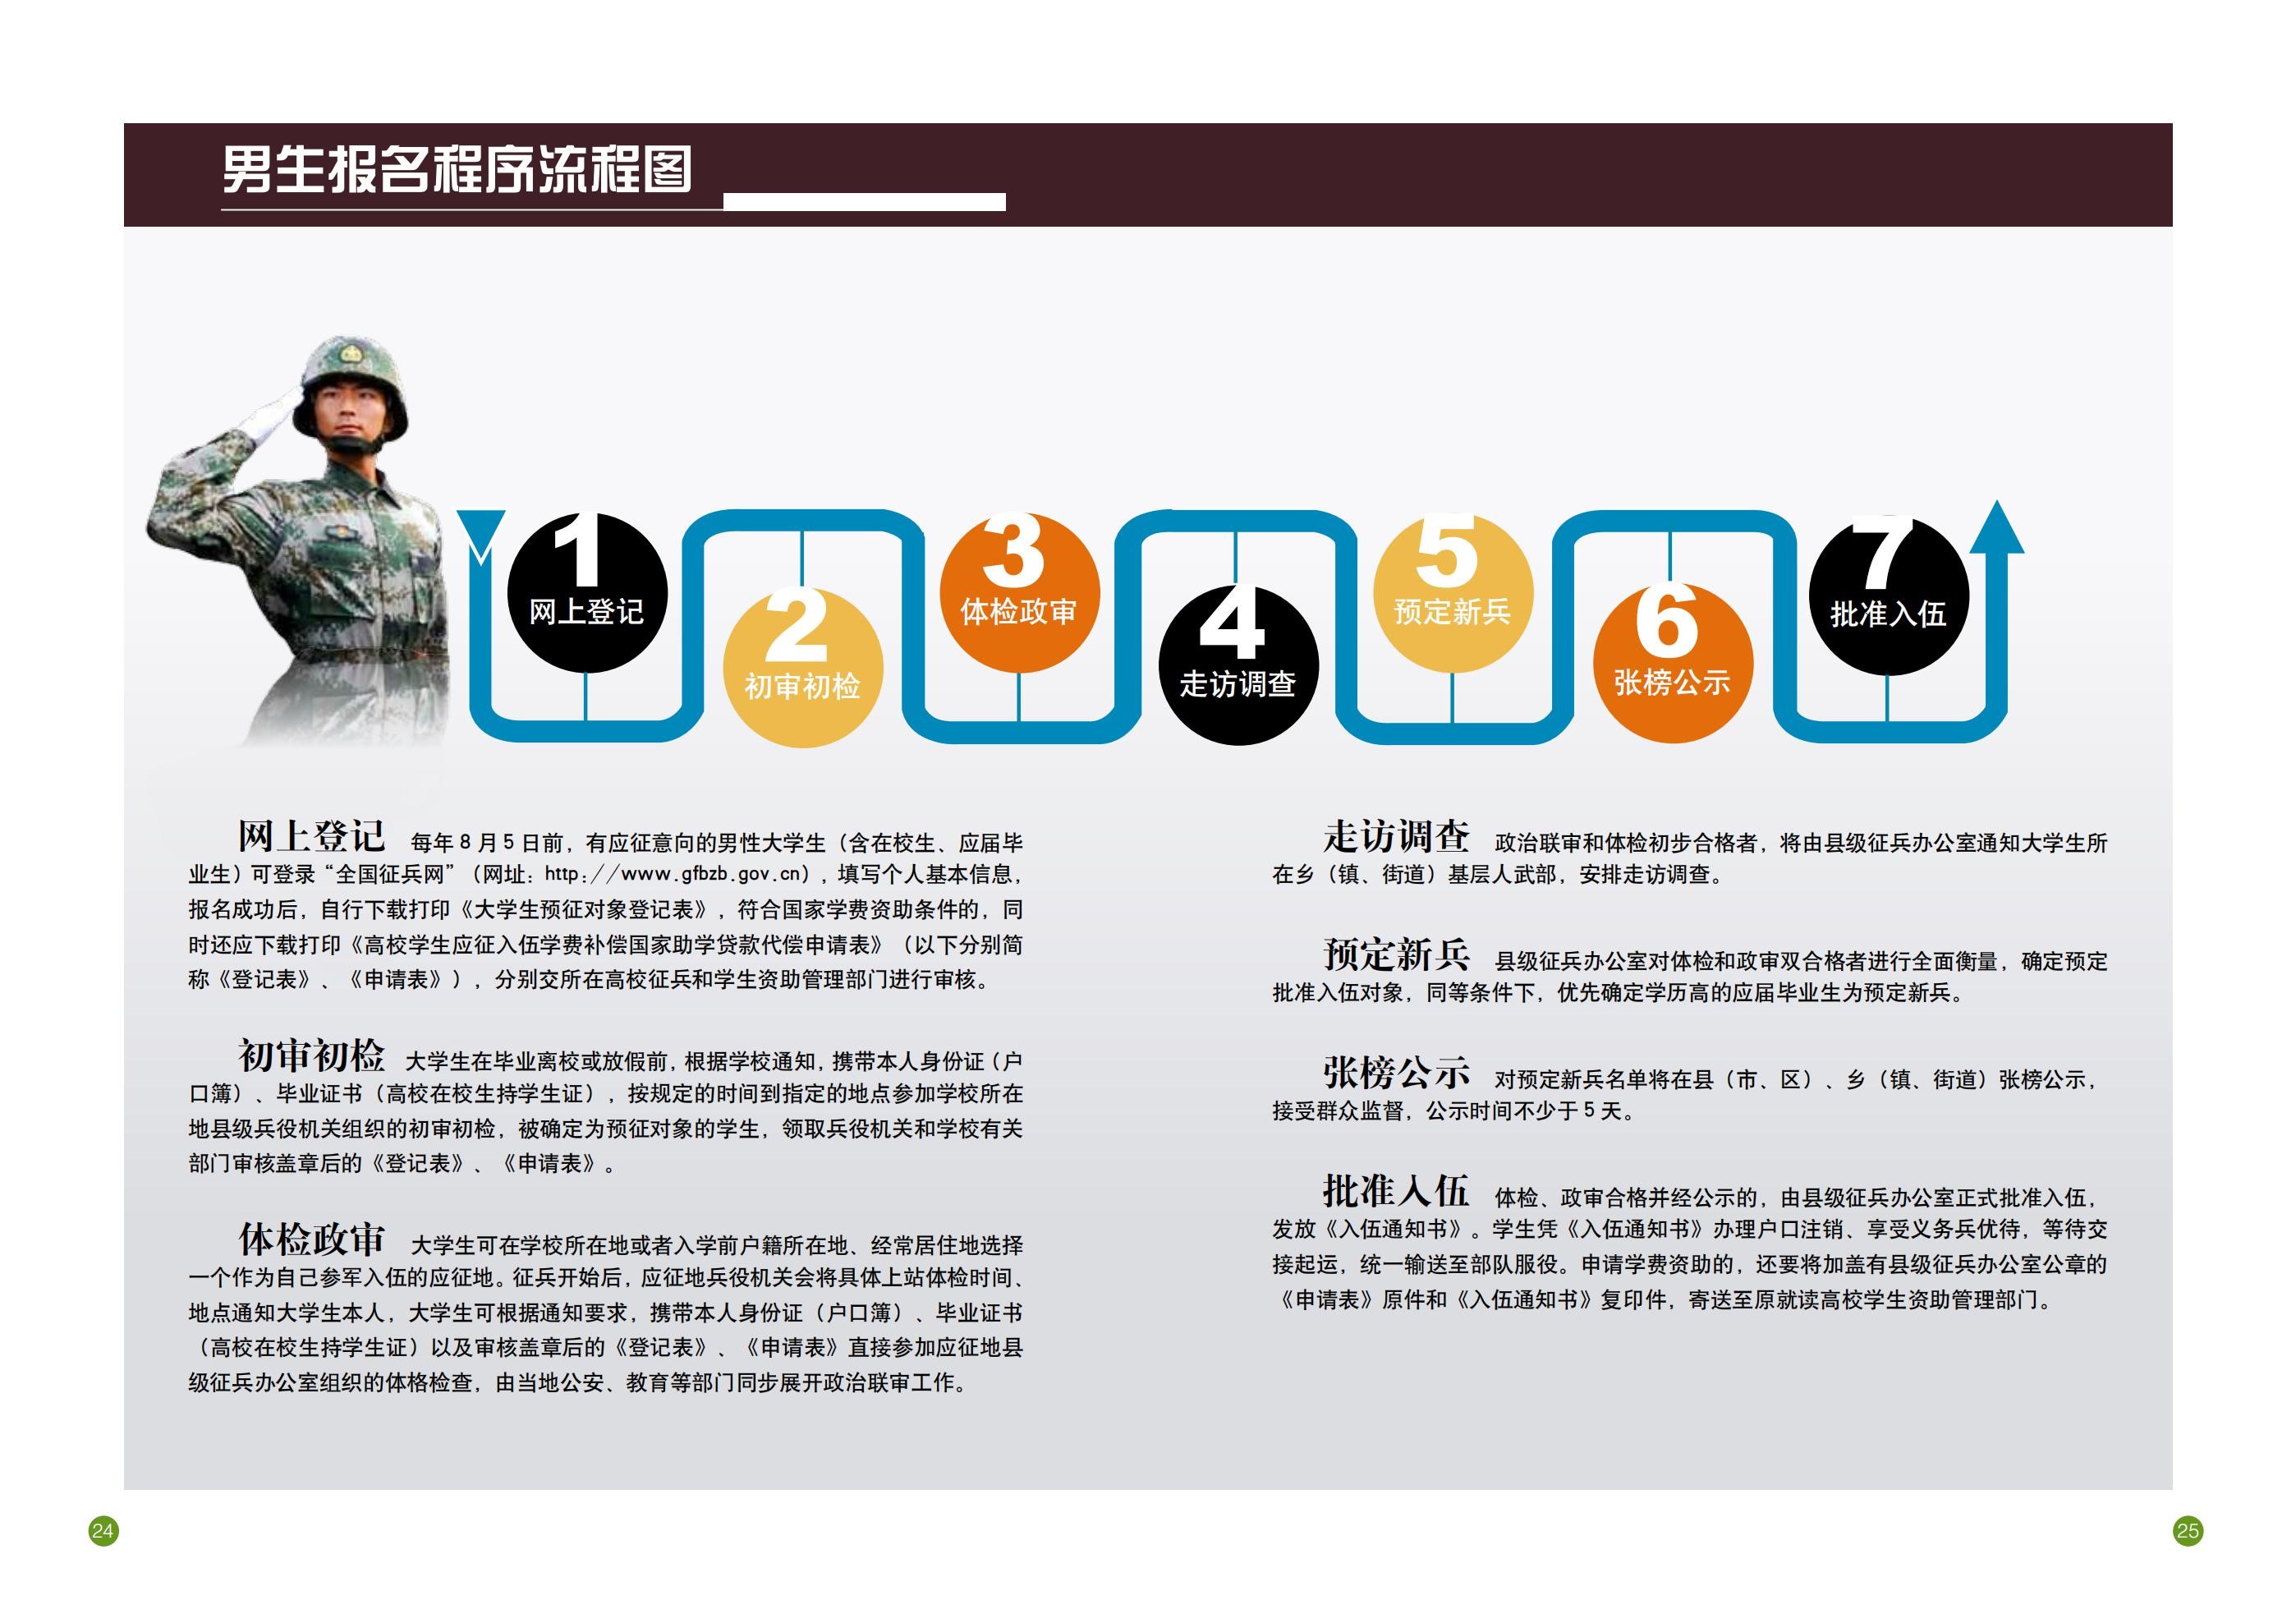 男生报名程序流程图
1
网上登记
2
初审初检
3
体检政审
4
走访调查
5
预定新兵
6
张榜公示
7
批准入伍
网上登记 每年 8 月 5 日前，有应征意向的男性大学生（含在校生、应届毕
业生）可登录“全国征兵网”（网址：http://www.gfbzb.gov.cn），填写个人基本信息，
报名成功后，自行下载打印《大学生预征对象登记表》，符合国家学费资助条件的，同
时还应下载打印《高校学生应征入伍学费补偿国家助学贷款代偿申请表》（以下分别简
称《登记表》、《申请表》），分别交所在高校征兵和学生资助管理部门进行审核。
初审初检 大学生在毕业离校或放假前，根据学校通知，携带本人身份证（户
口簿）、毕业证书（高校在校生持学生证），按规定的时间到指定的地点参加学校所在
地县级兵役机关组织的初审初检，被确定为预征对象的学生，领取兵役机关和学校有关
部门审核盖章后的《登记表》、《申请表》。
体检政审 大学生可在学校所在地或者入学前户籍所在地、经常居住地选择
一个作为自己参军入伍的应征地。征兵开始后，应征地兵役机关会将具体上站体检时间、
地点通知大学生本人，大学生可根据通知要求，携带本人身份证（户口簿）、毕业证书
（高校在校生持学生证）以及审核盖章后的《登记表》、《申请表》直接参加应征地县
级征兵办公室组织的体格检查，由当地公安、教育等部门同步展开政治联审工作。
走访调查 政治联审和体检初步合格者，将由县级征兵办公室通知大学生所
在乡（镇、街道）基层人武部，安排走访调查。
预定新兵 县级征兵办公室对体检和政审双合格者进行全面衡量，确定预定
批准入伍对象，同等条件下，优先确定学历高的应届毕业生为预定新兵。
张榜公示 对预定新兵名单将在县（市、区）、乡（镇、街道）张榜公示，
接受群众监督，公示时间不少于 5 天。
批准入伍 体检、政审合格并经公示的，由县级征兵办公室正式批准入伍，
发放《入伍通知书》。学生凭《入伍通知书》办理户口注销、享受义务兵优待，等待交
接起运，统一输送至部队服役。申请学费资助的，还要将加盖有县级征兵办公室公章的
《申请表》原件和《入伍通知书》复印件，寄送至原就读高校学生资助管理部门。
24
25